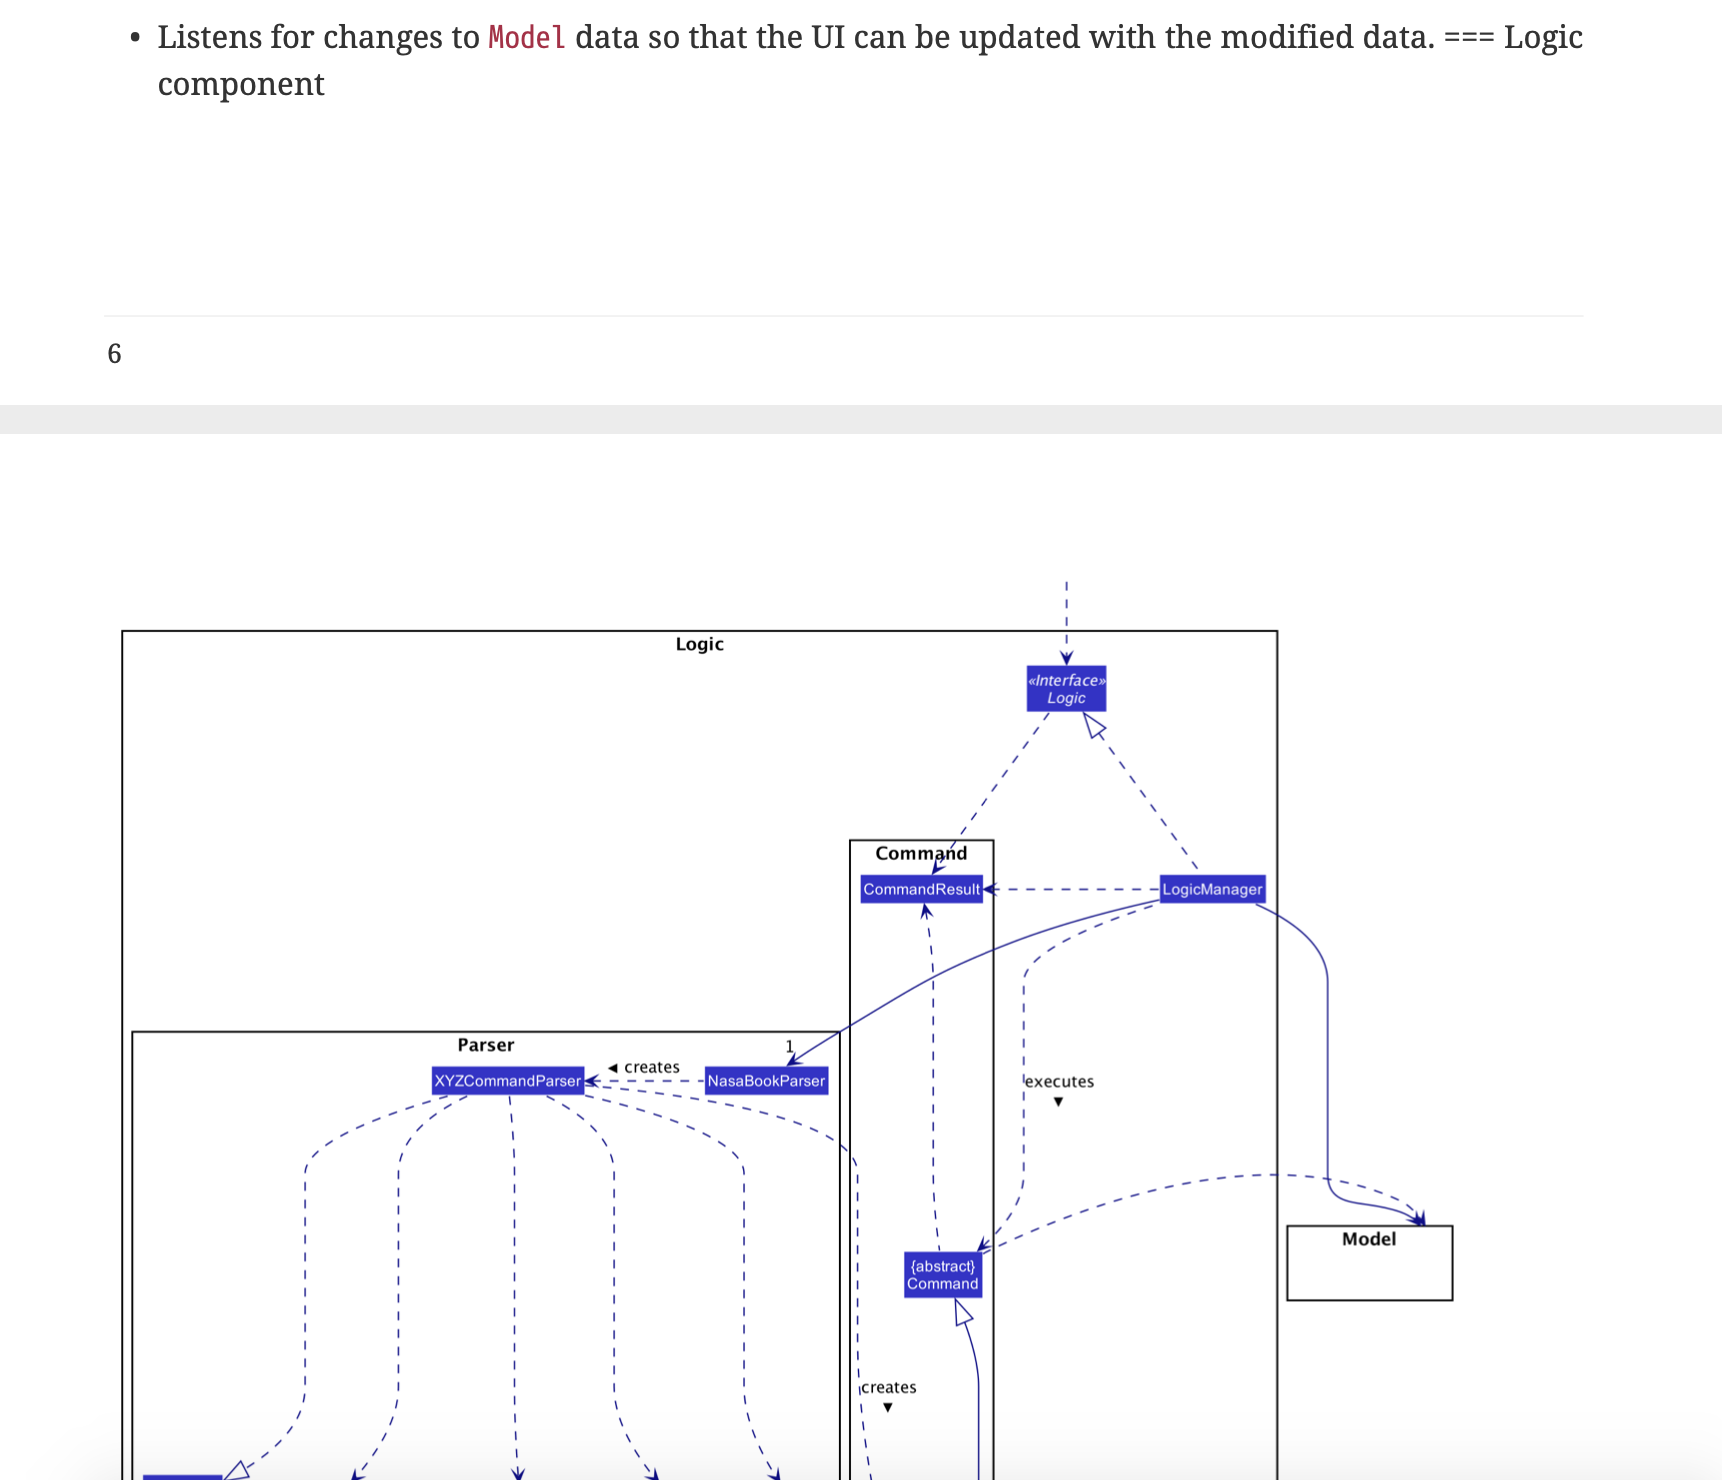 • Listens for changes to Model data so that the UI can be updated with the modified data. === Logic
component
6
Logic
«Interface»
Logic
Command
CommandResult
LogicManager
Parser
1
XYZCommandParser
◄ creates
NasaBookParser
executes
▼
{abstract}
Command
Model
creates
▼